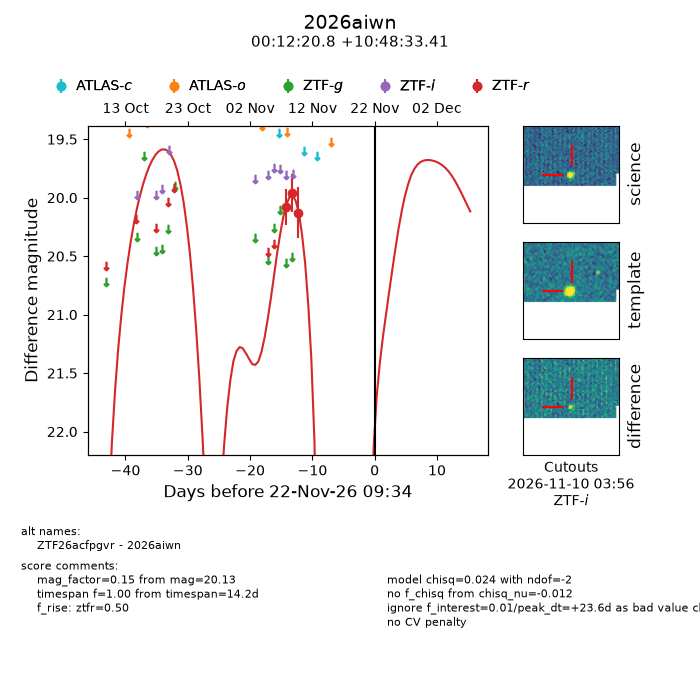 2026aiwn
00:12:20.8 +10:48:33.41
ATLAS-c
ATLAS-o
ZTF-g
ZTF-i
ZTF-r
13 Oct
23 Oct
02 Nov
12 Nov
22 Nov
02 Dec
19.5
20.0
20.5
21.0
21.5
22.0
Difference magnitude
−40
−30
−20
−10
0
10
Days before 22-Nov-26 09:34
science
template
difference
Cutouts
2026-11-10 03:56
ZTF-i
alt names:
ZTF26acfpgvr - 2026aiwn
score comments:
mag_factor=0.15 from mag=20.13
timespan f=1.00 from timespan=14.2d
f_rise: ztfr=0.50
model chisq=0.024 with ndof=-2
no f_chisq from chisq_nu=-0.012
ignore f_interest=0.01/peak_dt=+23.6d as bad value
no CV penalty